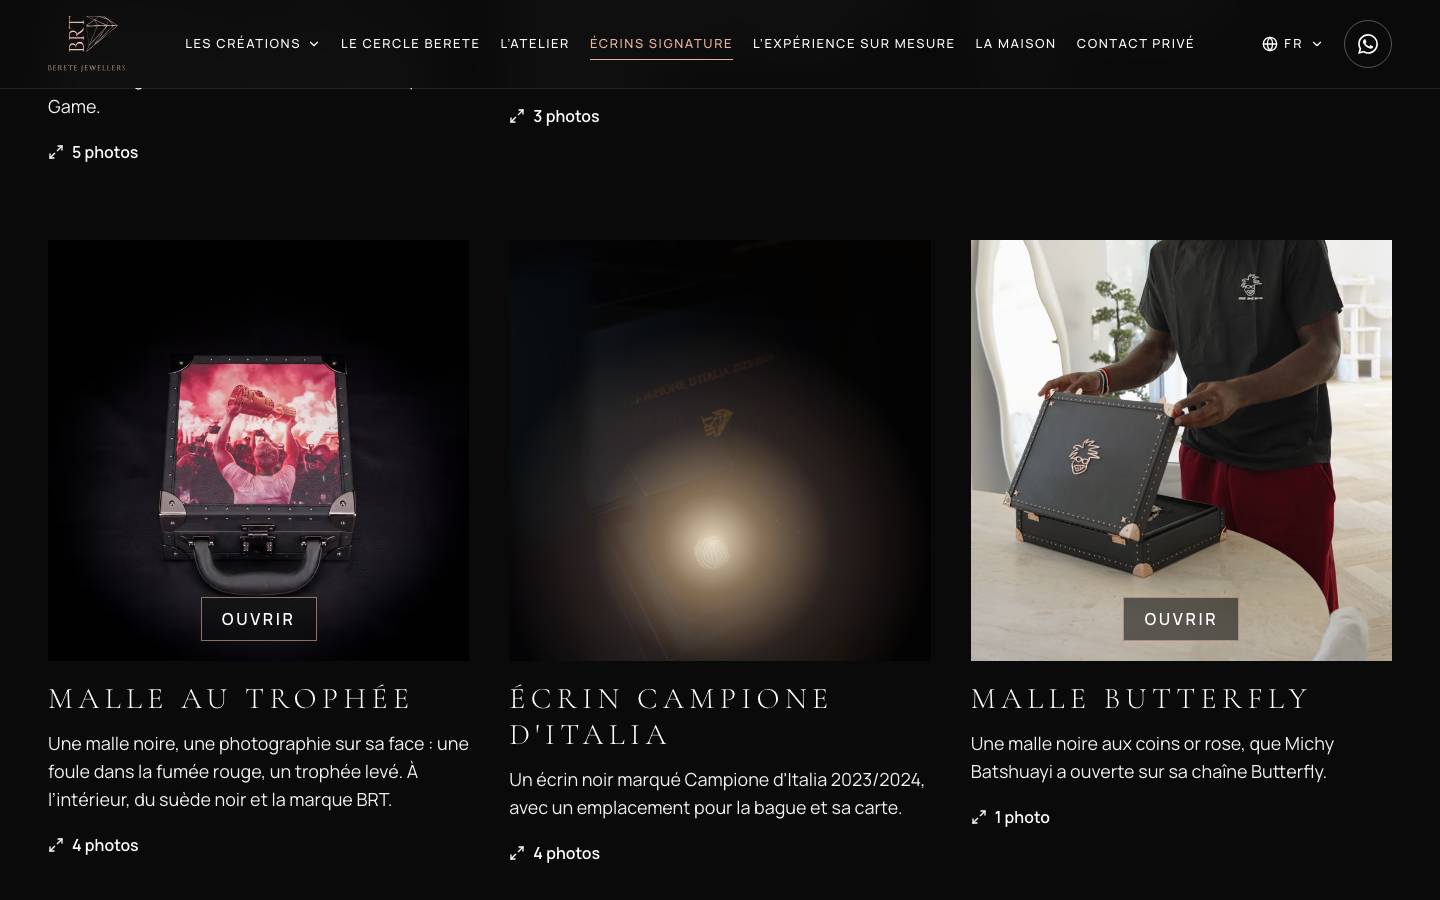 BRT
BERETE JEWELLERS
LES CRÉATIONS
LE CERCLE BERETE
L'ATELIER
ÉCRINS SIGNATURE
L'EXPÉRIENCE SUR MESURE
LA MAISON
CONTACT PRIVÉ
FR
Game.
5 photos
3 photos
OUVRIR
OUVRIR
MALLE AU TROPHÉE
Une malle noire, une photographie sur sa face : une
foule dans la fumée rouge, un trophée levé. À
l’intérieur, du suède noir et la marque BRT.
4 photos
ÉCRIN CAMPIONE
D'ITALIA
Un écrin noir marqué Campione d'Italia 2023/2024,
avec un emplacement pour la bague et sa carte.
4 photos
MALLE BUTTERFLY
Une malle noire aux coins or rose, que Michy
Batshuayi a ouverte sur sa chaîne Butterfly.
1 photo